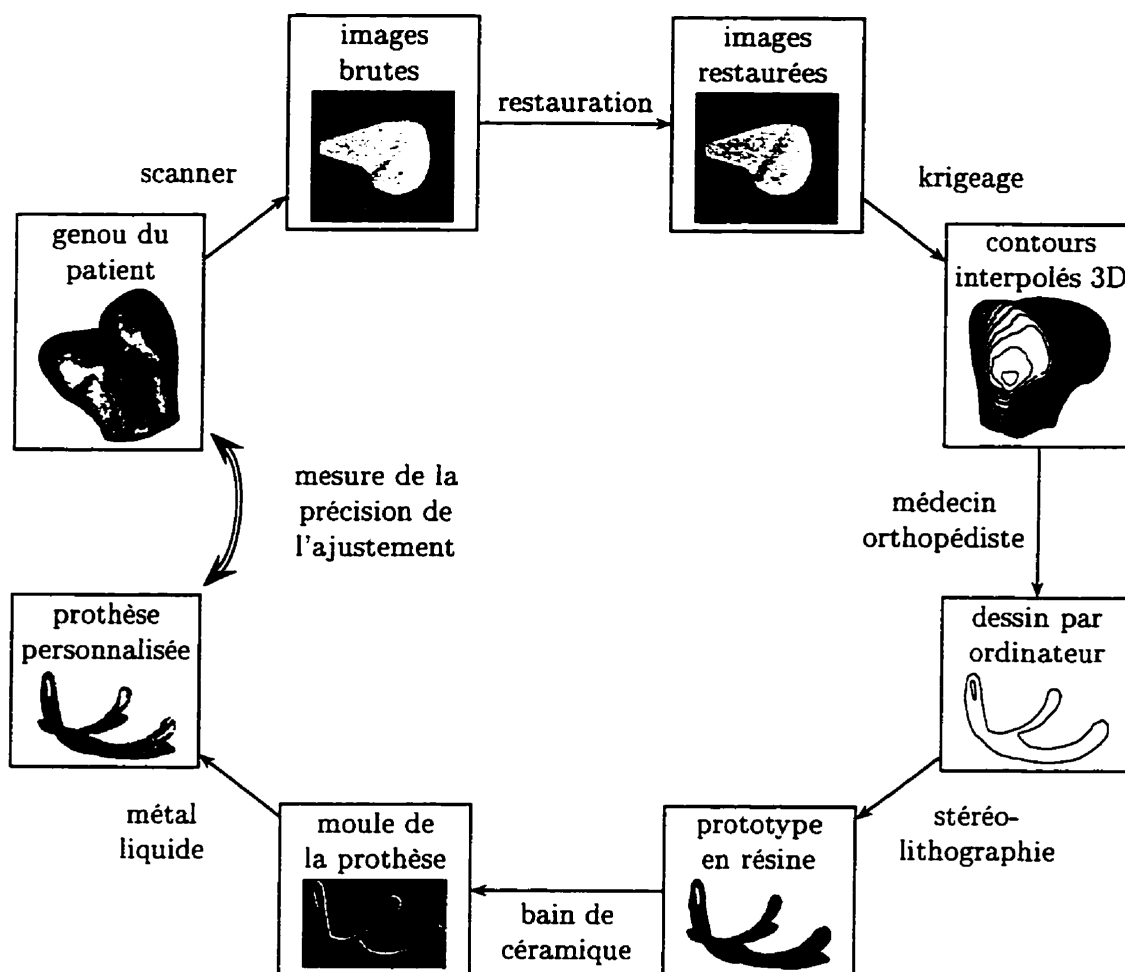 images
brutes
restauration
images
restaurées
scanner
krigeage
genou du
patient
contours
interpolés 3D
mesure de la
précision de
l'ajustement
médecin
orthopédiste
prothèse
personnalisée
dessin par
ordinateur
métal
liquide
moule de
la prothèse
bain de
céramique
prototype
en résine
stéréo-
lithographie